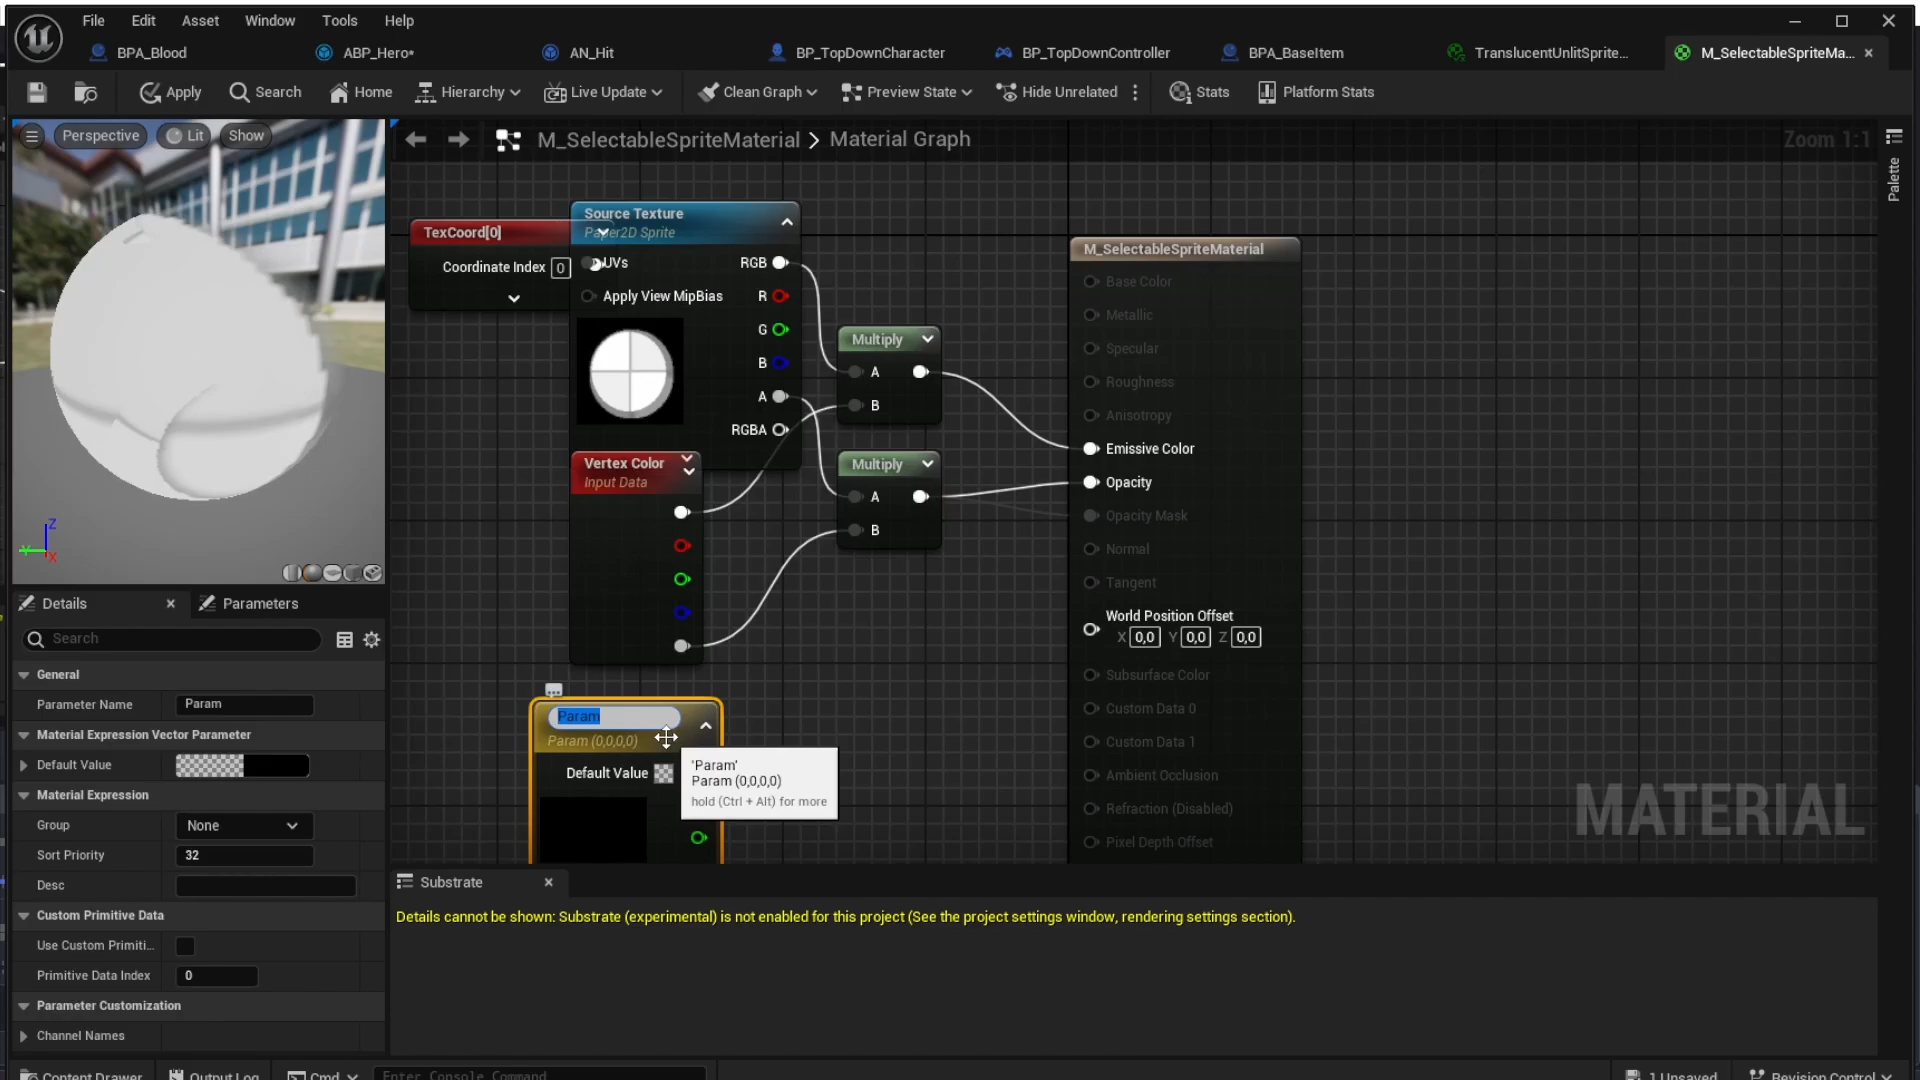 File Edit Asset Window Tools Help
BPA_Blood ABP_Hero* AN_Hit BP_TopDownCharacter BP_TopDownController BPA_BaseItem TranslucentUnlitSprite... M_SelectableSpriteMa...
Apply Search Home Hierarchy Live Update Clean Graph Preview State Hide Unrelated Stats Platform Stats
Perspective Lit Show
M_SelectableSpriteMaterial > Material Graph
Zoom 1:1
Palette
TexCoord[0]
Coordinate Index 0
Source Texture
Paper2D Sprite
UVs
Apply View MipBias
RGB
R
G
B
A
RGBA
Vertex Color
Input Data
Multiply
A
B
Multiply
A
B
M_SelectableSpriteMaterial
Base Color
Metallic
Specular
Roughness
Anisotropy
Emissive Color
Opacity
Opacity Mask
Normal
Tangent
World Position Offset
X 0,0 Y 0,0 Z 0,0
Subsurface Color
Custom Data 0
Custom Data 1
Ambient Occlusion
Refraction (Disabled)
Pixel Depth Offset
Param
Param (0,0,0,0)
Default Value
'Param'
Param (0,0,0,0)
hold (Ctrl + Alt) for more
MATERIAL
Z
Y
X
Details Parameters
Search
General
Parameter Name Param
Material Expression Vector Parameter
Default Value
Material Expression
Group None
Sort Priority 32
Desc
Custom Primitive Data
Use Custom Primiti...
Primitive Data Index 0
Parameter Customization
Channel Names
Substrate
Details cannot be shown: Substrate (experimental) is not enabled for this project (See the project settings window, rendering settings section).
Content Drawer Output Log Cmd Enter Console Command 1 Unsaved Revision Control